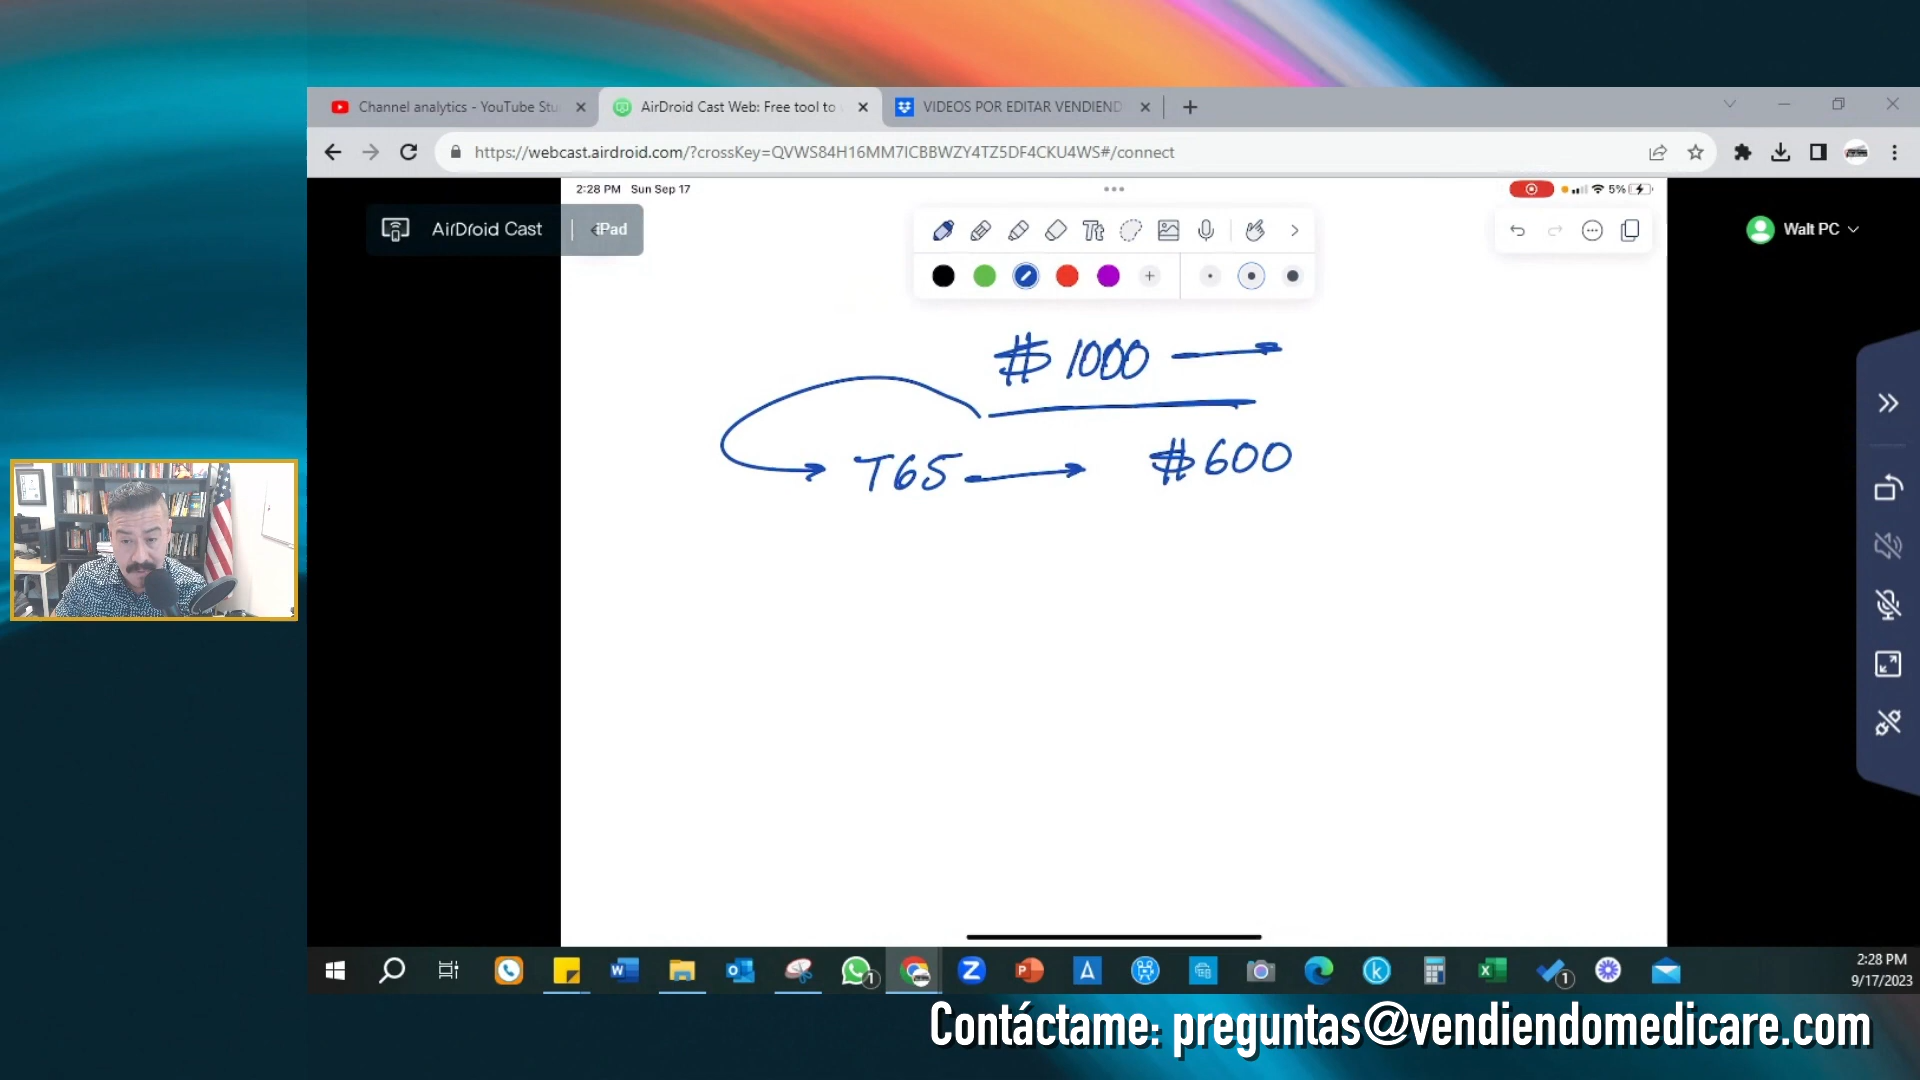 Channel analytics - YouTube Stu
AirDroid Cast Web: Free tool to
VIDEOS POR EDITAR VENDIEND
https://webcast.airdroid.com/?crossKey=QVWS84H16MM7ICBBWZY4TZ5DF4CKU4WS#/connect
2:28 PM Sun Sep 17
5%
AirDroid Cast
iPad
Tt
Walt PC
$1000
T65
$600
2:28 PM
9/17/2023
Contáctame: preguntas@vendiendomedicare.com